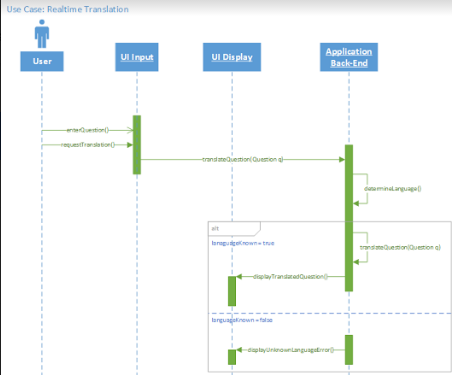 Use Case: Realtime Translation
User
UI Input
UI Display
Application
Back-End
enterQuestion()
requestTranslation()
translateQuestion(Question q)
determineLanguage()
alt
languageKnown = true
translateQuestion(Question q)
displayTranslatedQuestion()
languageKnown = false
displayUnknownLanguageError()